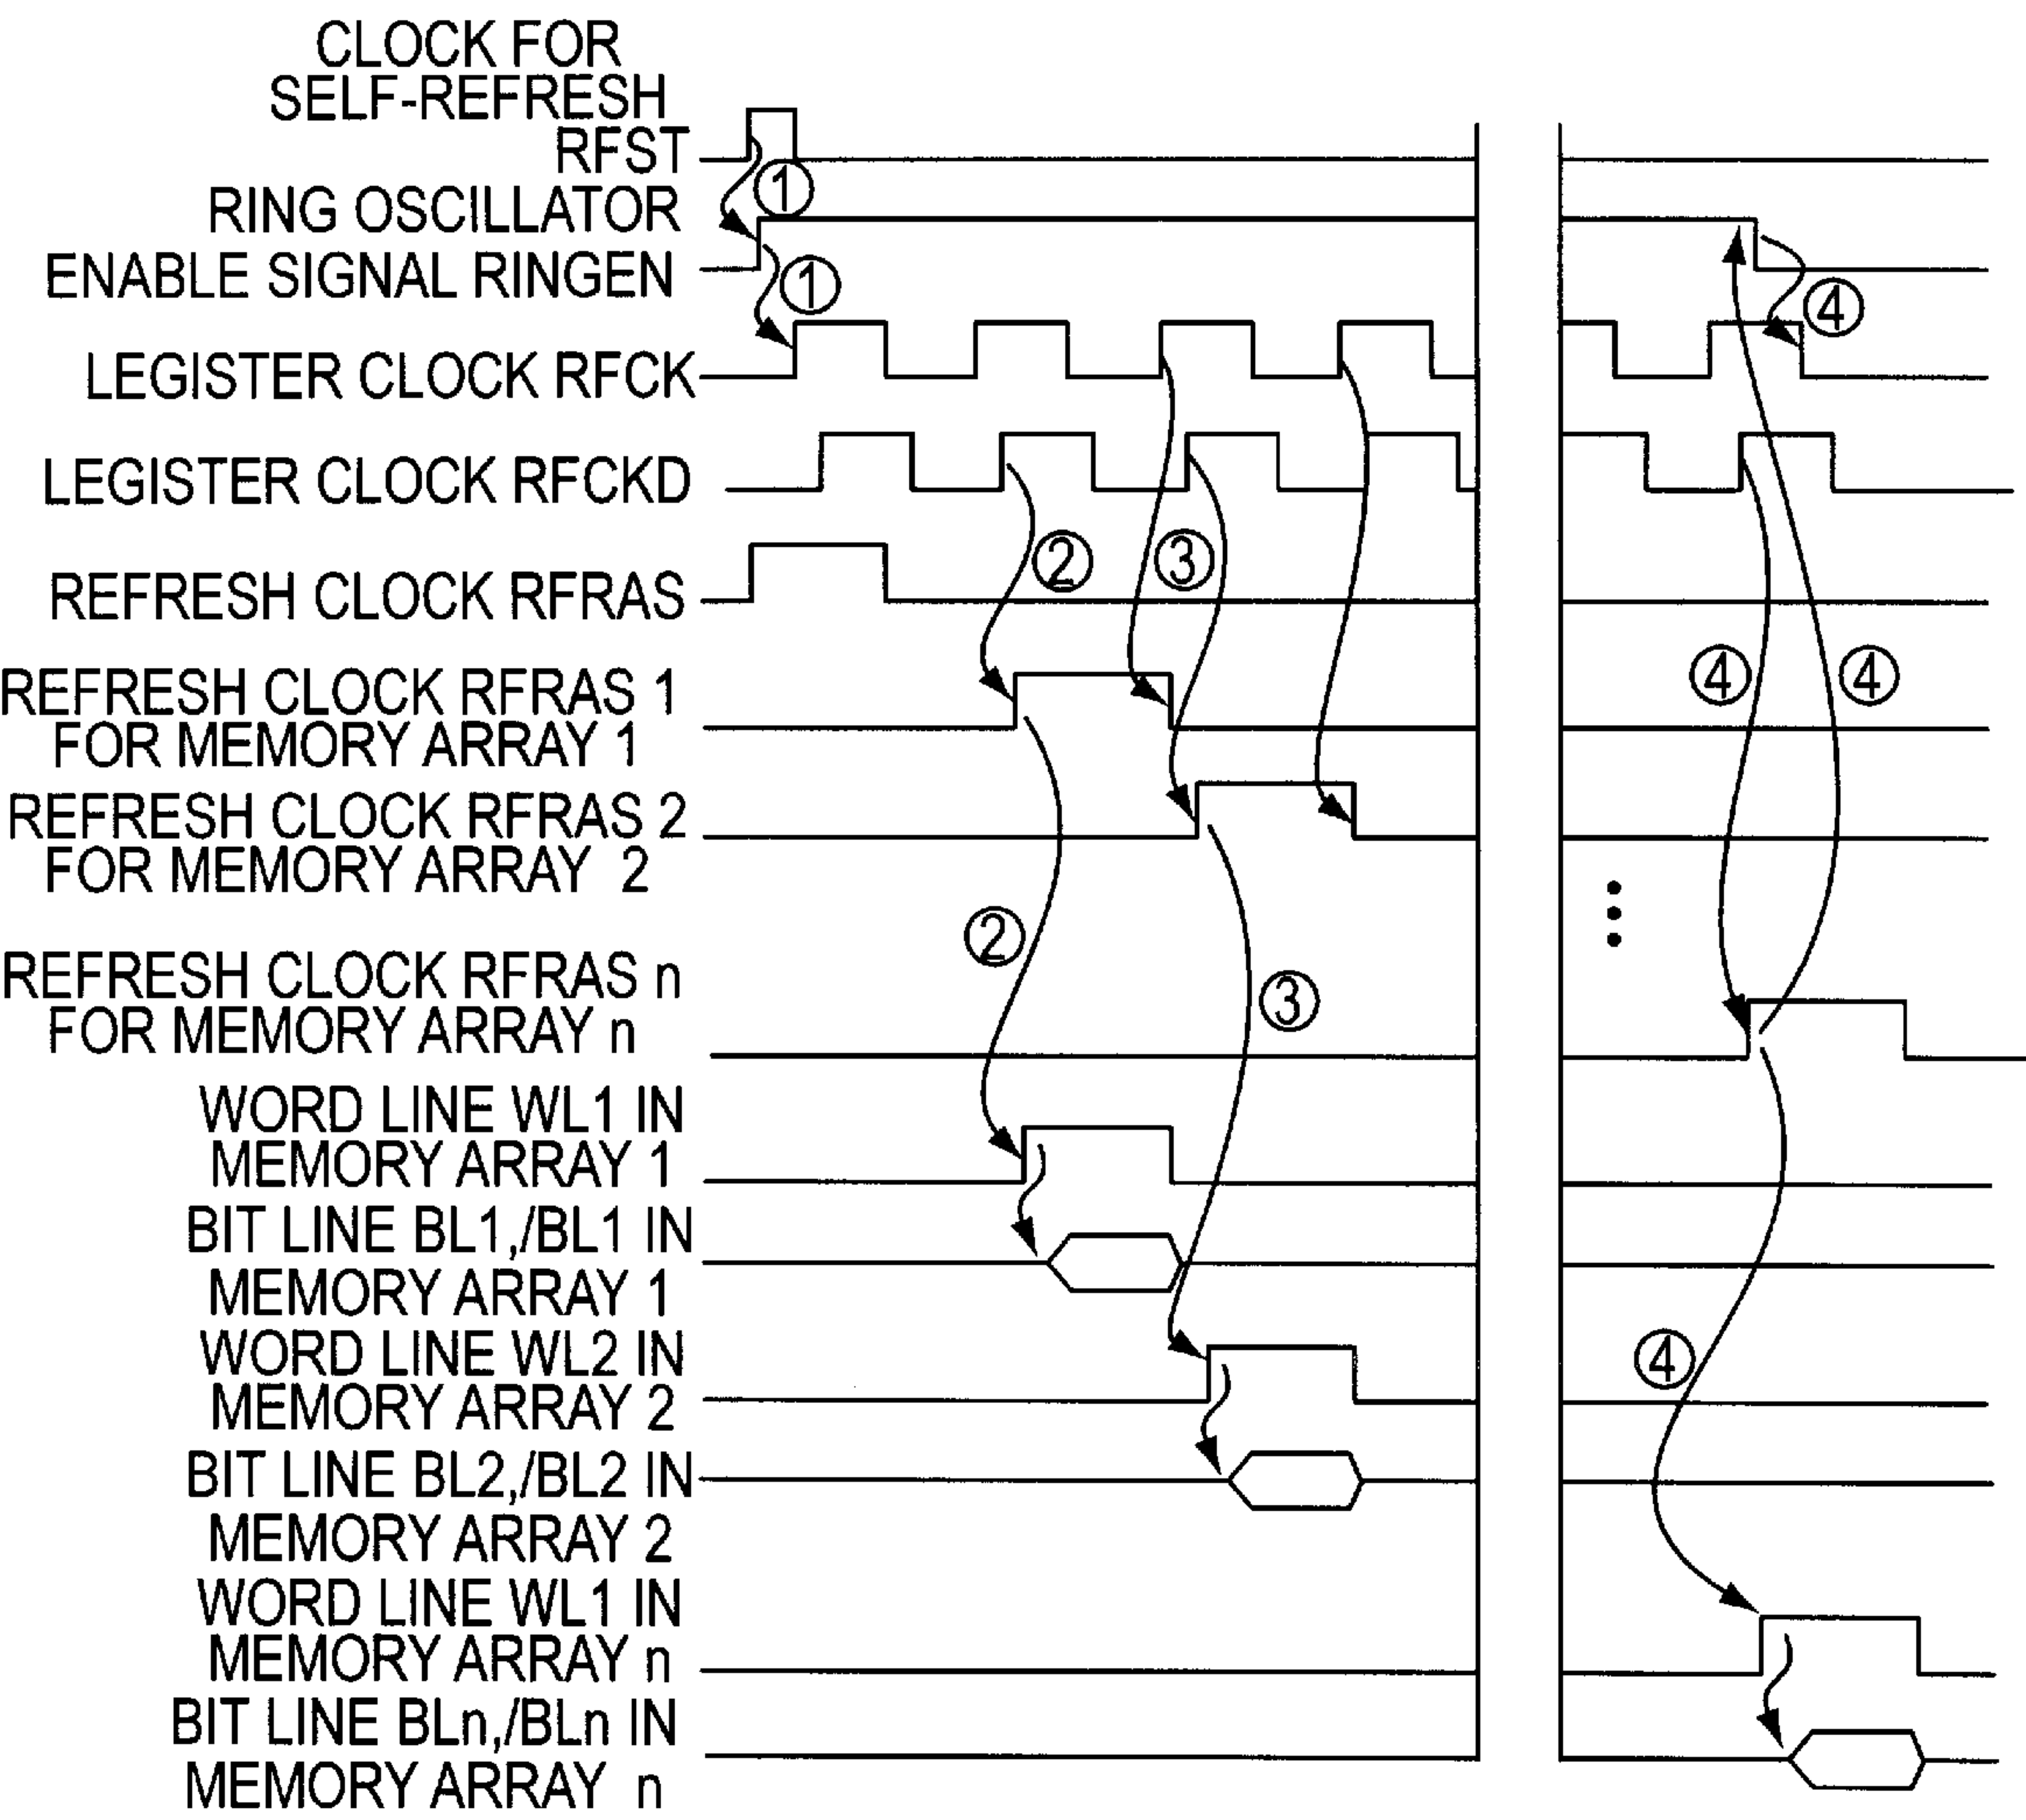 CLOCK FOR
SELF-REFRESH
RFST
①
RING OSCILLATOR
ENABLE SIGNAL RINGEN
①
④
LEGISTER CLOCK RFCK
LEGISTER CLOCK RFCKD
②
③
REFRESH CLOCK RFRAS
REFRESH CLOCK RFRAS 1
④
④
FOR MEMORY ARRAY 1
REFRESH CLOCK RFRAS 2
FOR MEMORY ARRAY 2
②
REFRESH CLOCK RFRAS n
③
FOR MEMORY ARRAY n
WORD LINE WL1 IN
MEMORY ARRAY 1
BIT LINE BL1,/BL1 IN
MEMORY ARRAY 1
WORD LINE WL2 IN
④
MEMORY ARRAY 2
BIT LINE BL2,/BL2 IN
MEMORY ARRAY 2
WORD LINE WL1 IN
MEMORY ARRAY n
BIT LINE BLn,/BLn IN
MEMORY ARRAY n